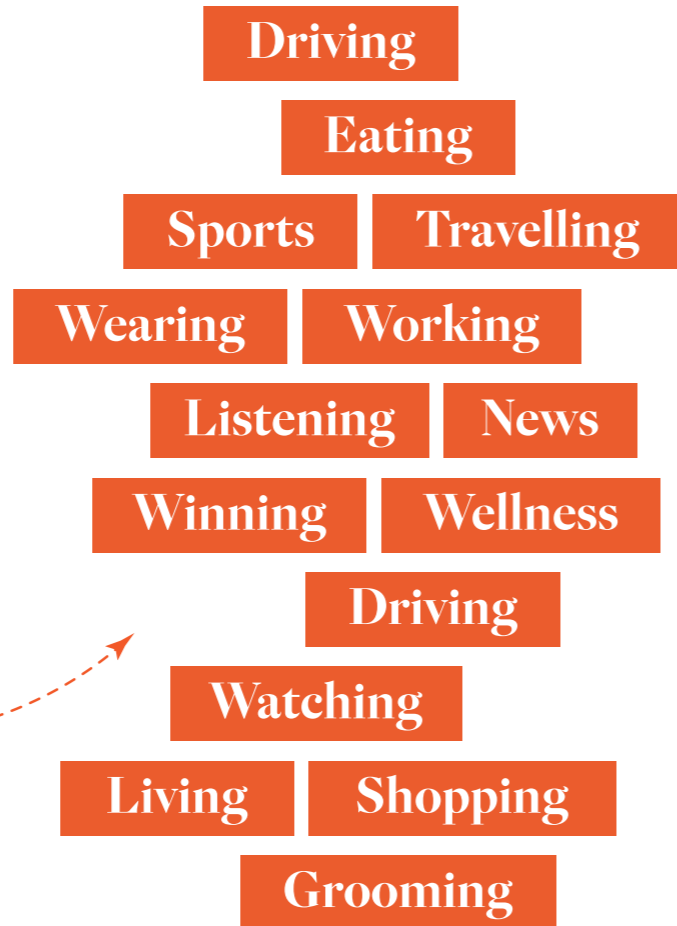 Driving
Eating
Sports Travelling
Wearing Working
Listening News
Winning Wellness
Driving
Watching
Living Shopping
Grooming